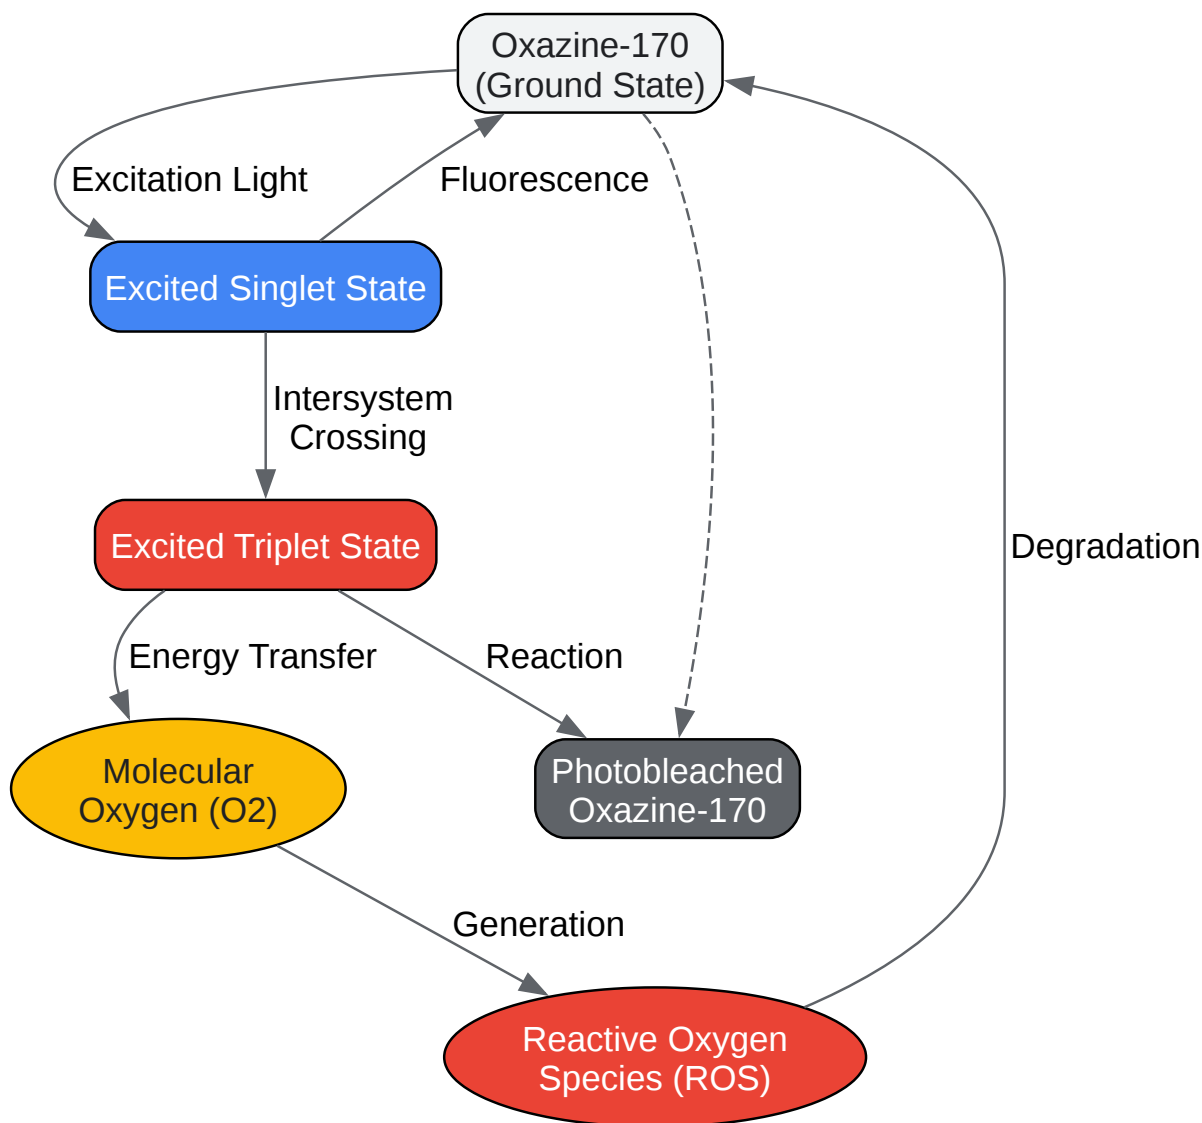 Oxazine-170
(Ground State)
Excitation Light
Fluorescence
Excited Singlet State
Intersystem
Crossing
Excited Triplet State
Degradation
Energy Transfer
Reaction
Molecular
Oxygen (O2)
Photobleached
Oxazine-170
Generation
Reactive Oxygen
Species (ROS)